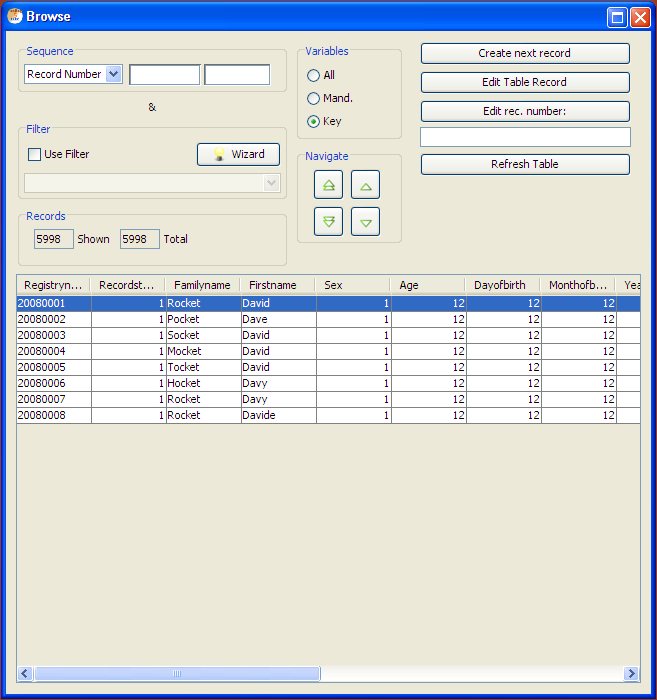 Browse
Sequence
Record Number
&
Filter
Use Filter
Wizard
Records
5998 Shown 5998 Total
Variables
All
Mand.
Key
Navigate
Create next record
Edit Table Record
Edit rec. number:
Refresh Table
Registryn... Recordst... Familyname Firstname Sex Age Dayofbirth Monthofb... Yea
20080001 1 Rocket David 1 12 12 12
20080002 1 Pocket Dave 1 12 12 12
20080003 1 Socket David 1 12 12 12
20080004 1 Mocket David 1 12 12 12
20080005 1 Tocket David 1 12 12 12
20080006 1 Hocket Davy 1 12 12 12
20080007 1 Rocket Davy 1 12 12 12
20080008 1 Rocket Davide 1 12 12 12